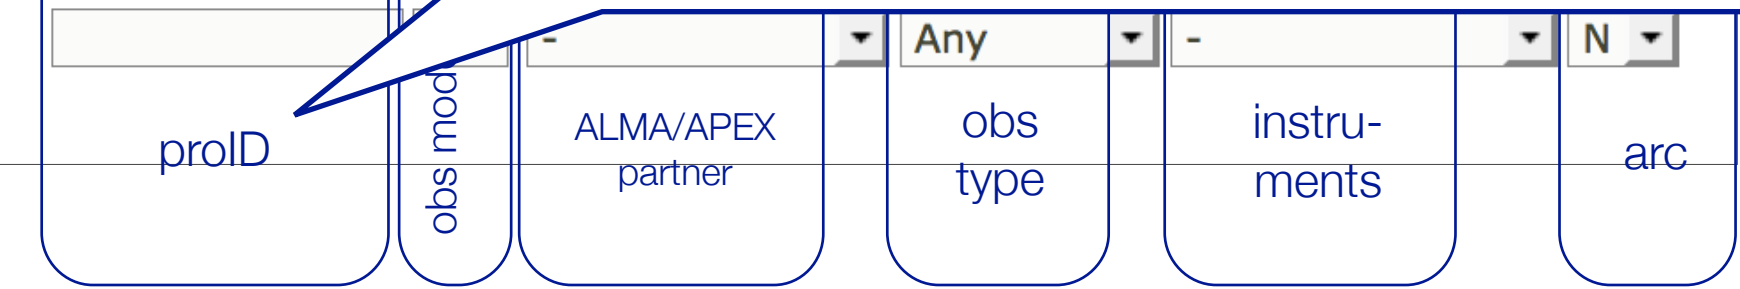 - Any - N
proID
obs mod
ALMA/APEX
partner
obs
type
instru-
ments
arc